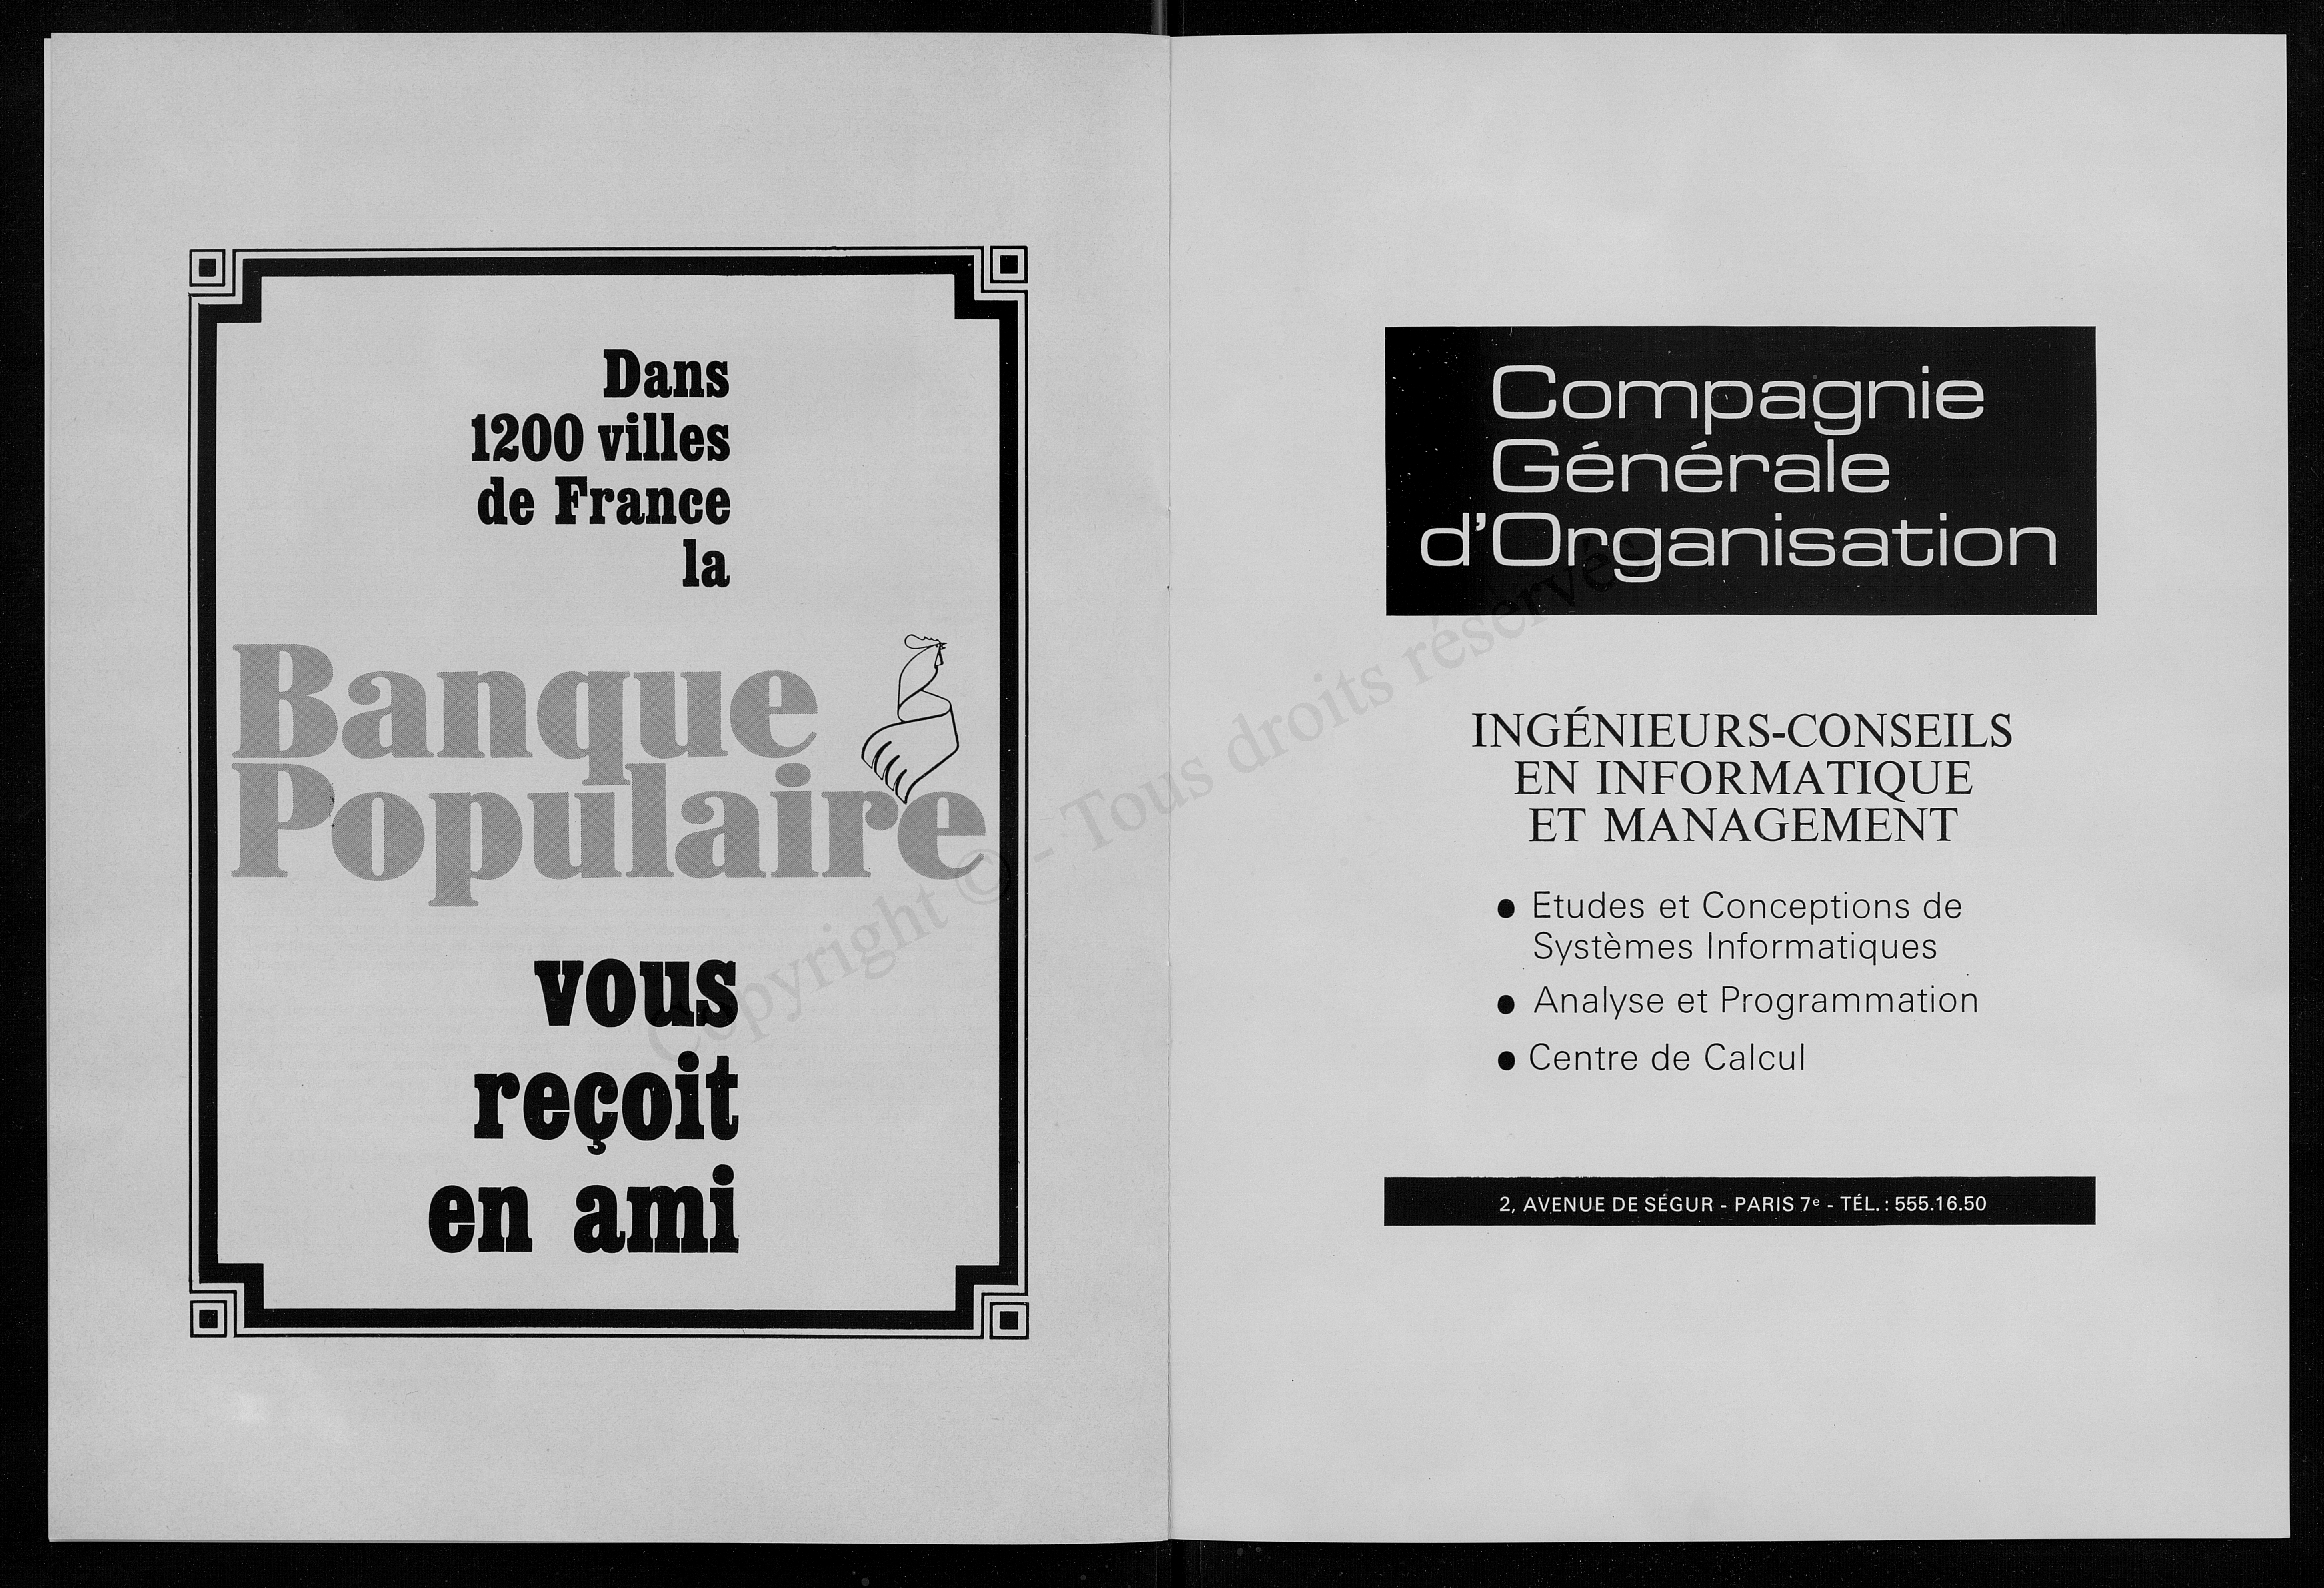 Dans
1200 villes
de France
la
Banque
Populaire
vous
reçoit
en ami
Compagnie
Générale
d'Organisation
INGÉNIEURS-CONSEILS
EN INFORMATIQUE
ET MANAGEMENT
● Etudes et Conceptions de
Systèmes Informatiques
● Analyse et Programmation
● Centre de Calcul
2, AVENUE DE SÉGUR - PARIS 7e - TÉL. : 555.16.50
Copyright © - Tous droits réservés